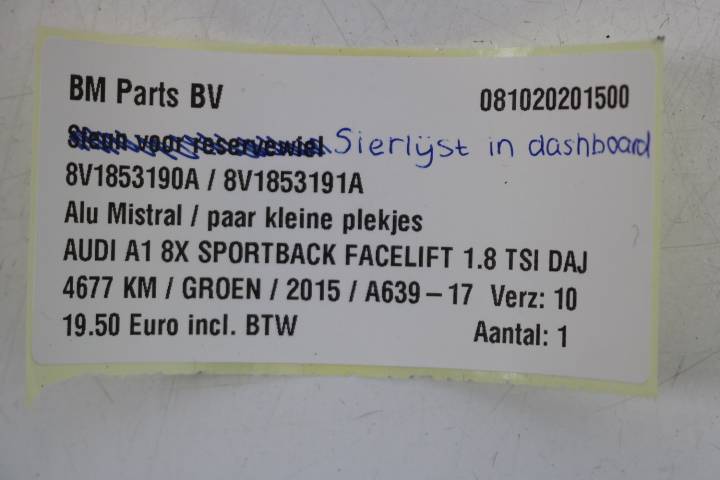 BM Parts BV 081020201500
Steun voor reservewiel Sierlijst in dashboard
8V1853190A / 8V1853191A
Alu Mistral / paar kleine plekjes
AUDI A1 8X SPORTBACK FACELIFT 1.8 TSI DAJ
4677 KM / GROEN / 2015 / A639 – 17 Verz: 10
19.50 Euro incl. BTW Aantal: 1